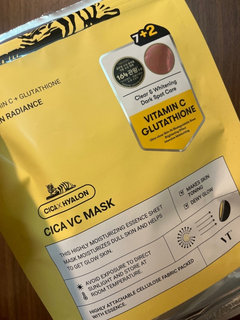 VITAMIN C + GLUTATHIONE
RADIANCE
7+2
Clear & Whitening
Dark Spot Care
VITAMIN C
GLUTATHIONE
CICA X HYALON
CICA VC MASK
THIS HIGHLY MOISTURIZING ESSENCE SHEET
MASK MOISTURIZES DULL SKIN AND HELPS
TO GET GLOW SKIN.
AVOID EXPOSURE TO DIRECT
SUNLIGHT AND STORE AT
ROOM TEMPERATURE.
MAKES SKIN
TONING
DEWY GLOW
VT
HIGHLY ATTACHABLE CELLULOSE FABRIC PACKED
WITH ESSENCE.